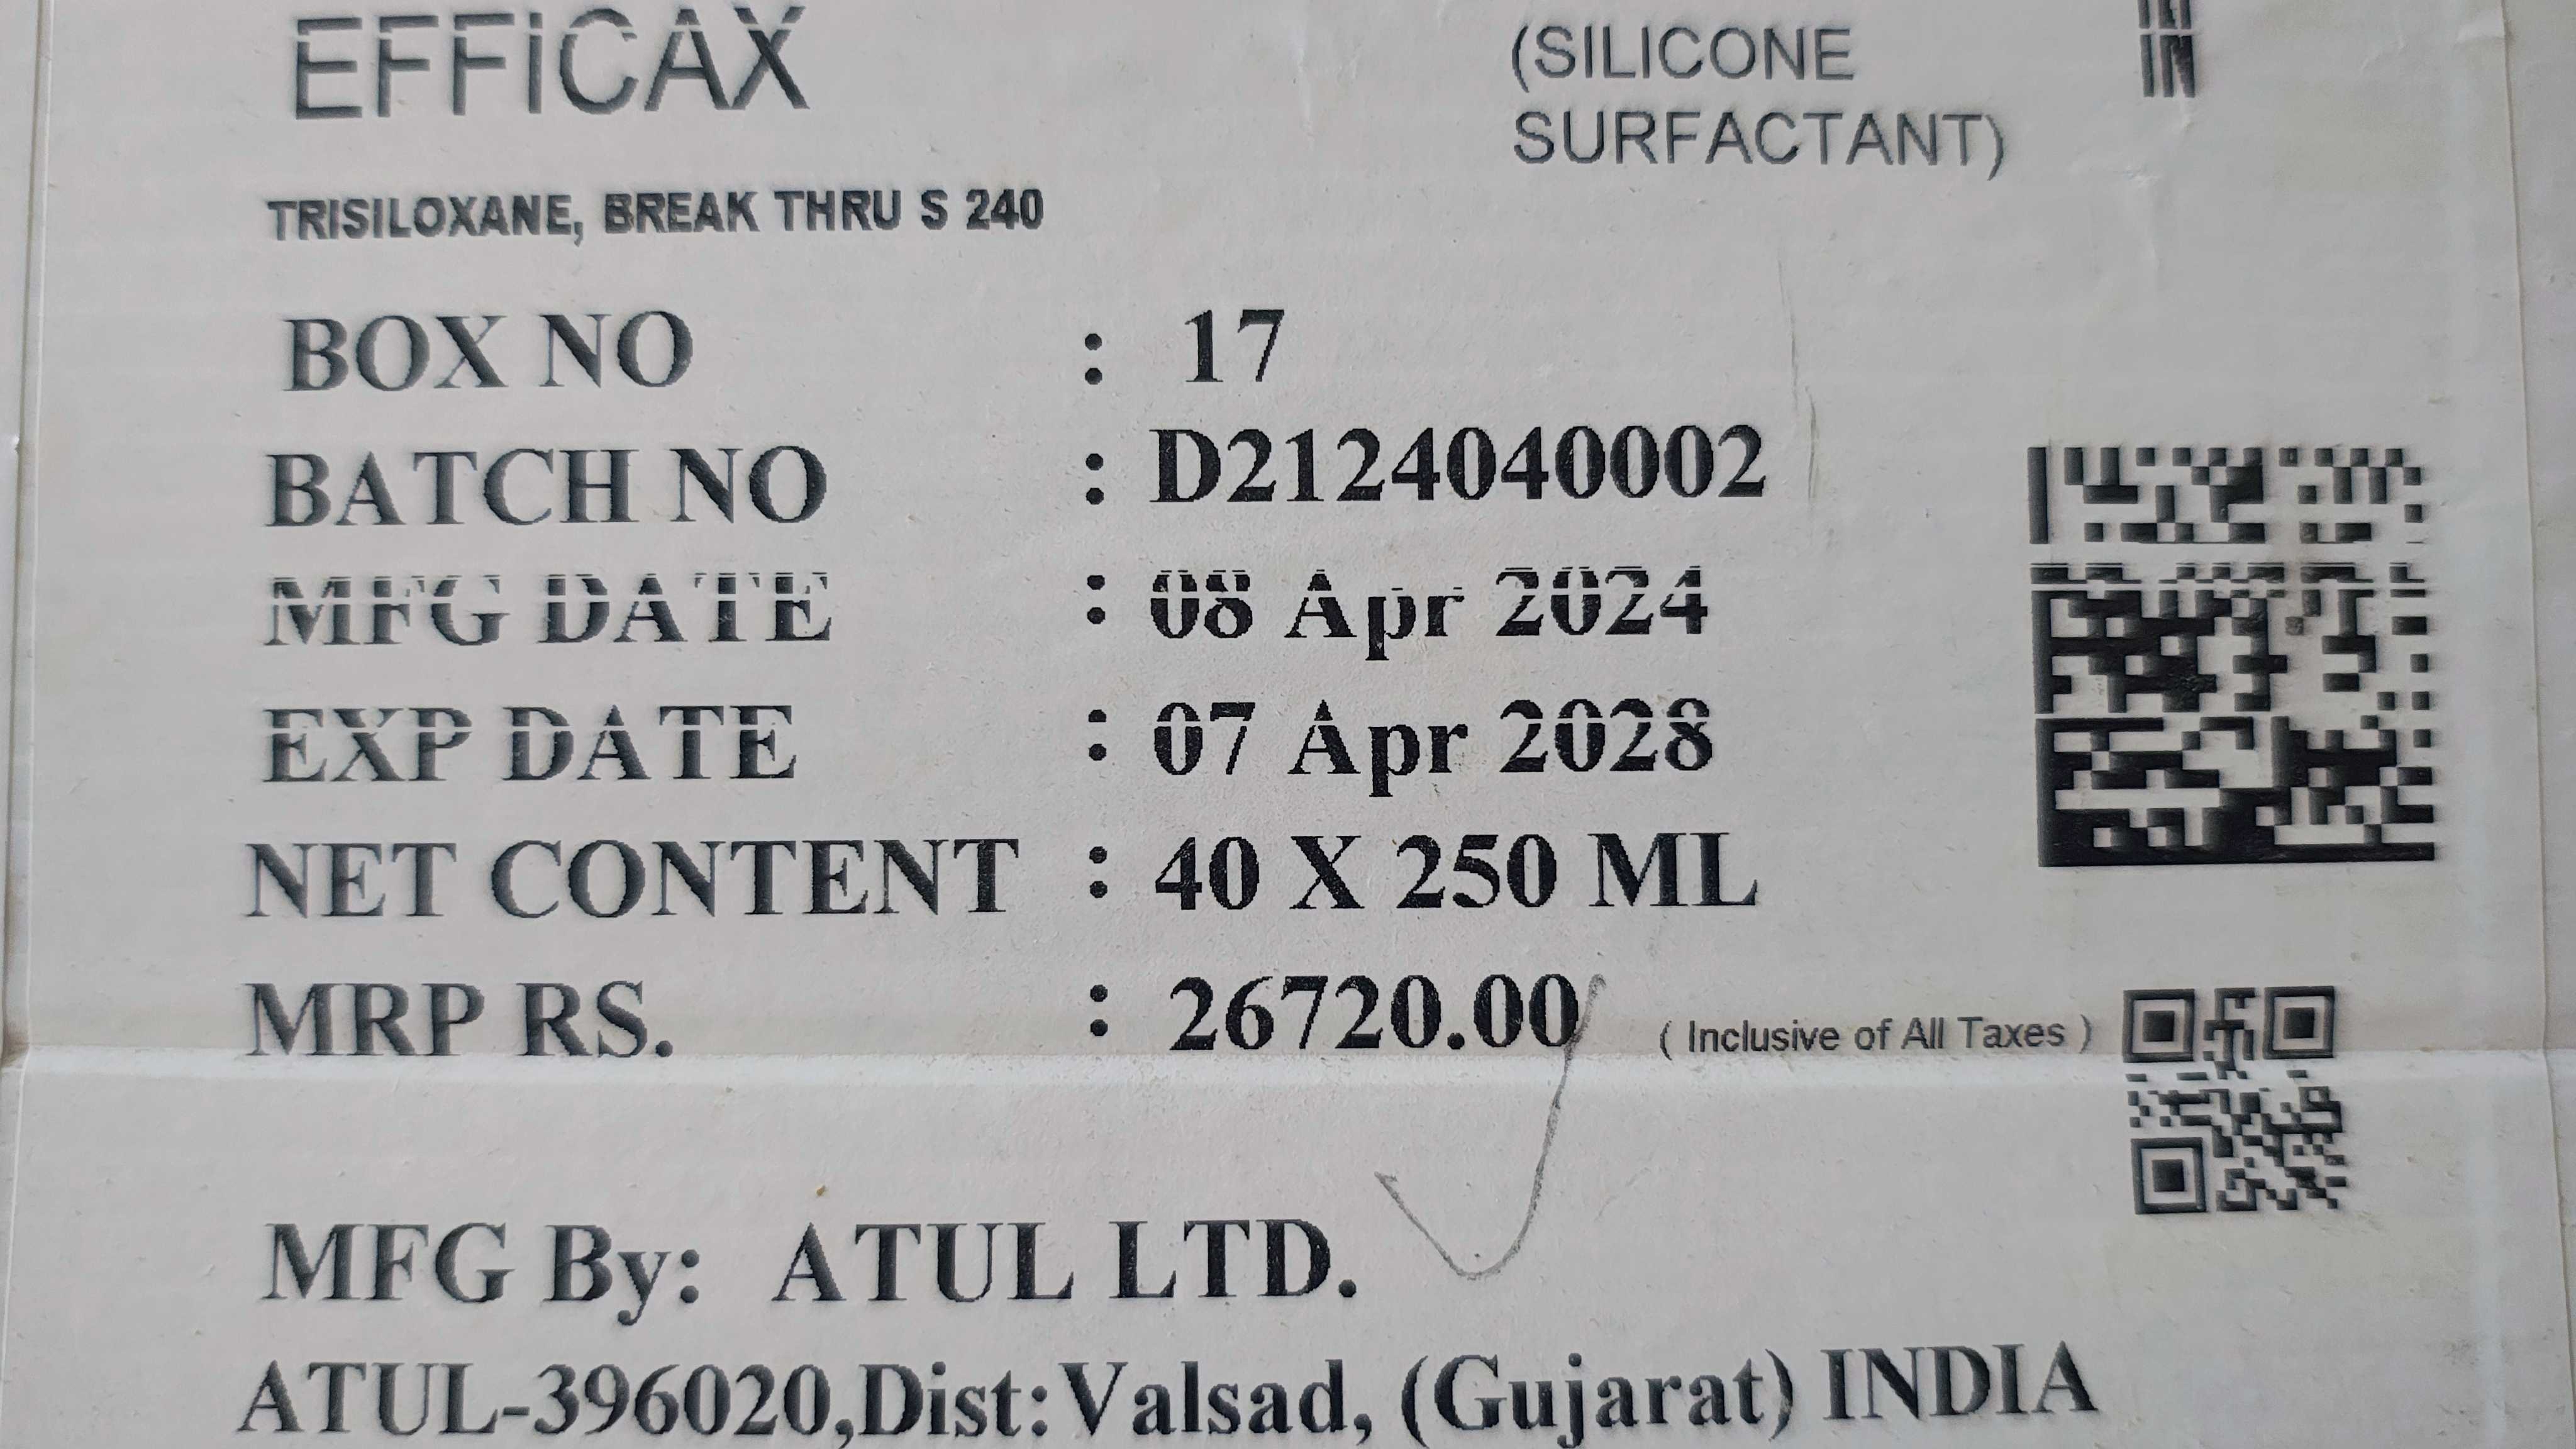 EFFiCAX
(SILICONE
SURFACTANT)
TRISILOXANE, BREAK THRU S 240
BOX NO : 17
BATCH NO : D2124040002
MFG DATE : 08 Apr 2024
EXP DATE : 07 Apr 2028
NET CONTENT : 40 X 250 ML
MRP RS. : 26720.00 ( Inclusive of All Taxes )
MFG By: ATUL LTD.
ATUL-396020,Dist:Valsad, (Gujarat) INDIA